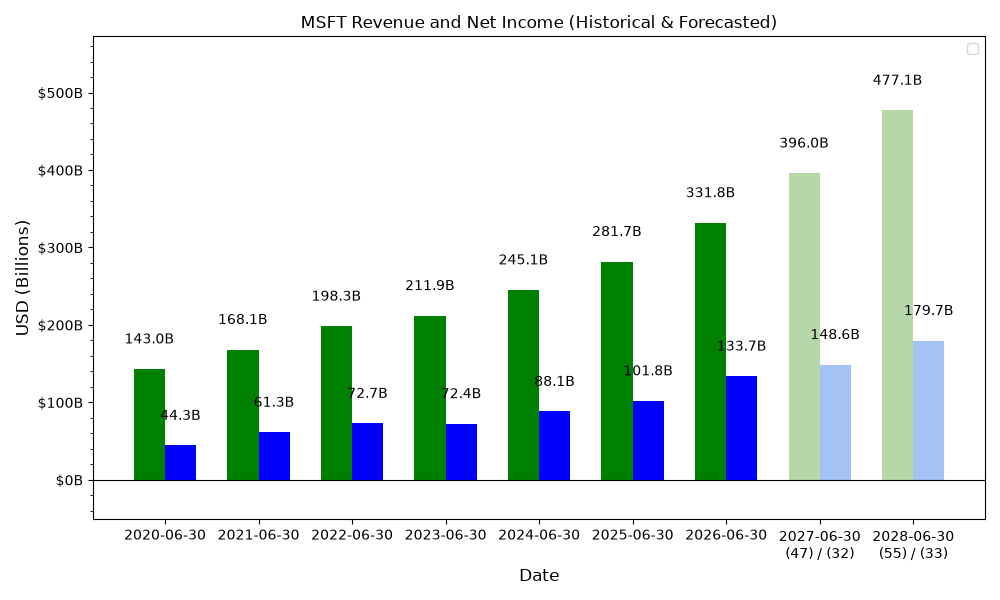 MSFT Revenue and Net Income (Historical & Forecasted)
USD (Billions)
$500B
$400B
$300B
$200B
$100B
$0B
143.0B
44.3B
168.1B
61.3B
198.3B
72.7B
211.9B
72.4B
245.1B
88.1B
281.7B
101.8B
331.8B
133.7B
396.0B
148.6B
477.1B
179.7B
2020-06-30
2021-06-30
2022-06-30
2023-06-30
2024-06-30
2025-06-30
2026-06-30
2027-06-30
(47) / (32)
2028-06-30
(55) / (33)
Date